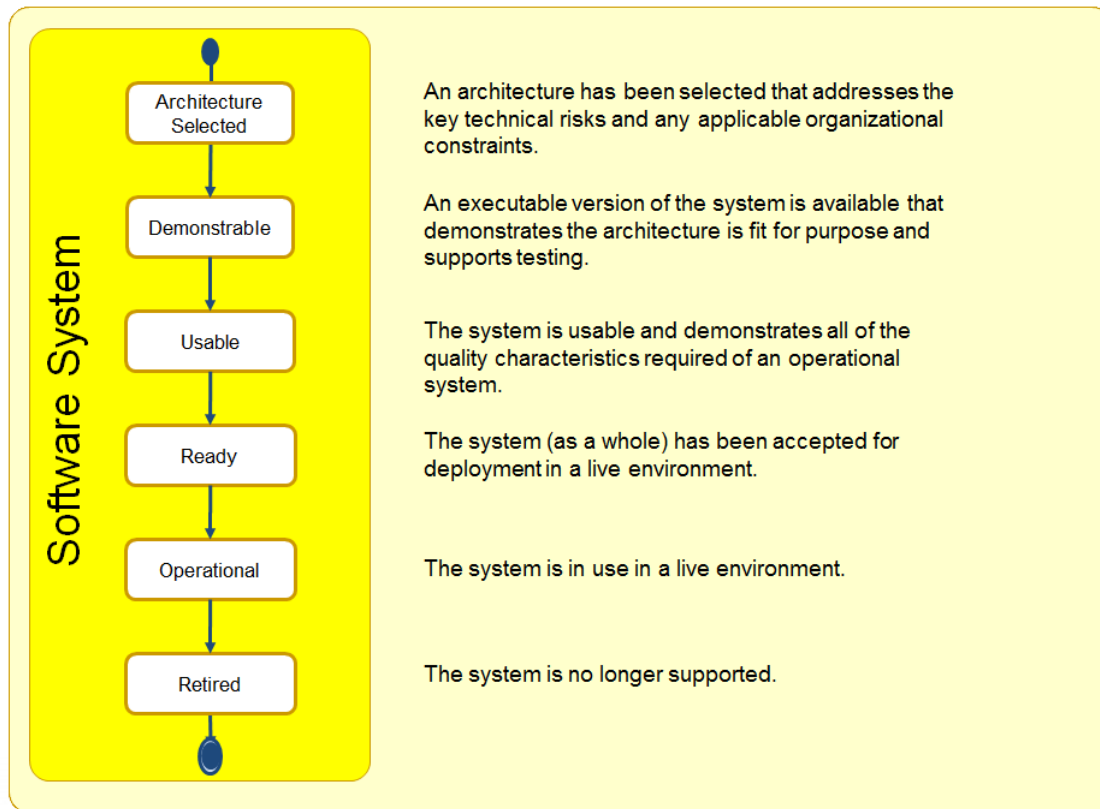 Software System
Architecture
Selected
An architecture has been selected that addresses the
key technical risks and any applicable organizational
constraints.
Demonstrable
An executable version of the system is available that
demonstrates the architecture is fit for purpose and
supports testing.
Usable
The system is usable and demonstrates all of the
quality characteristics required of an operational
system.
Ready
The system (as a whole) has been accepted for
deployment in a live environment.
Operational
The system is in use in a live environment.
Retired
The system is no longer supported.